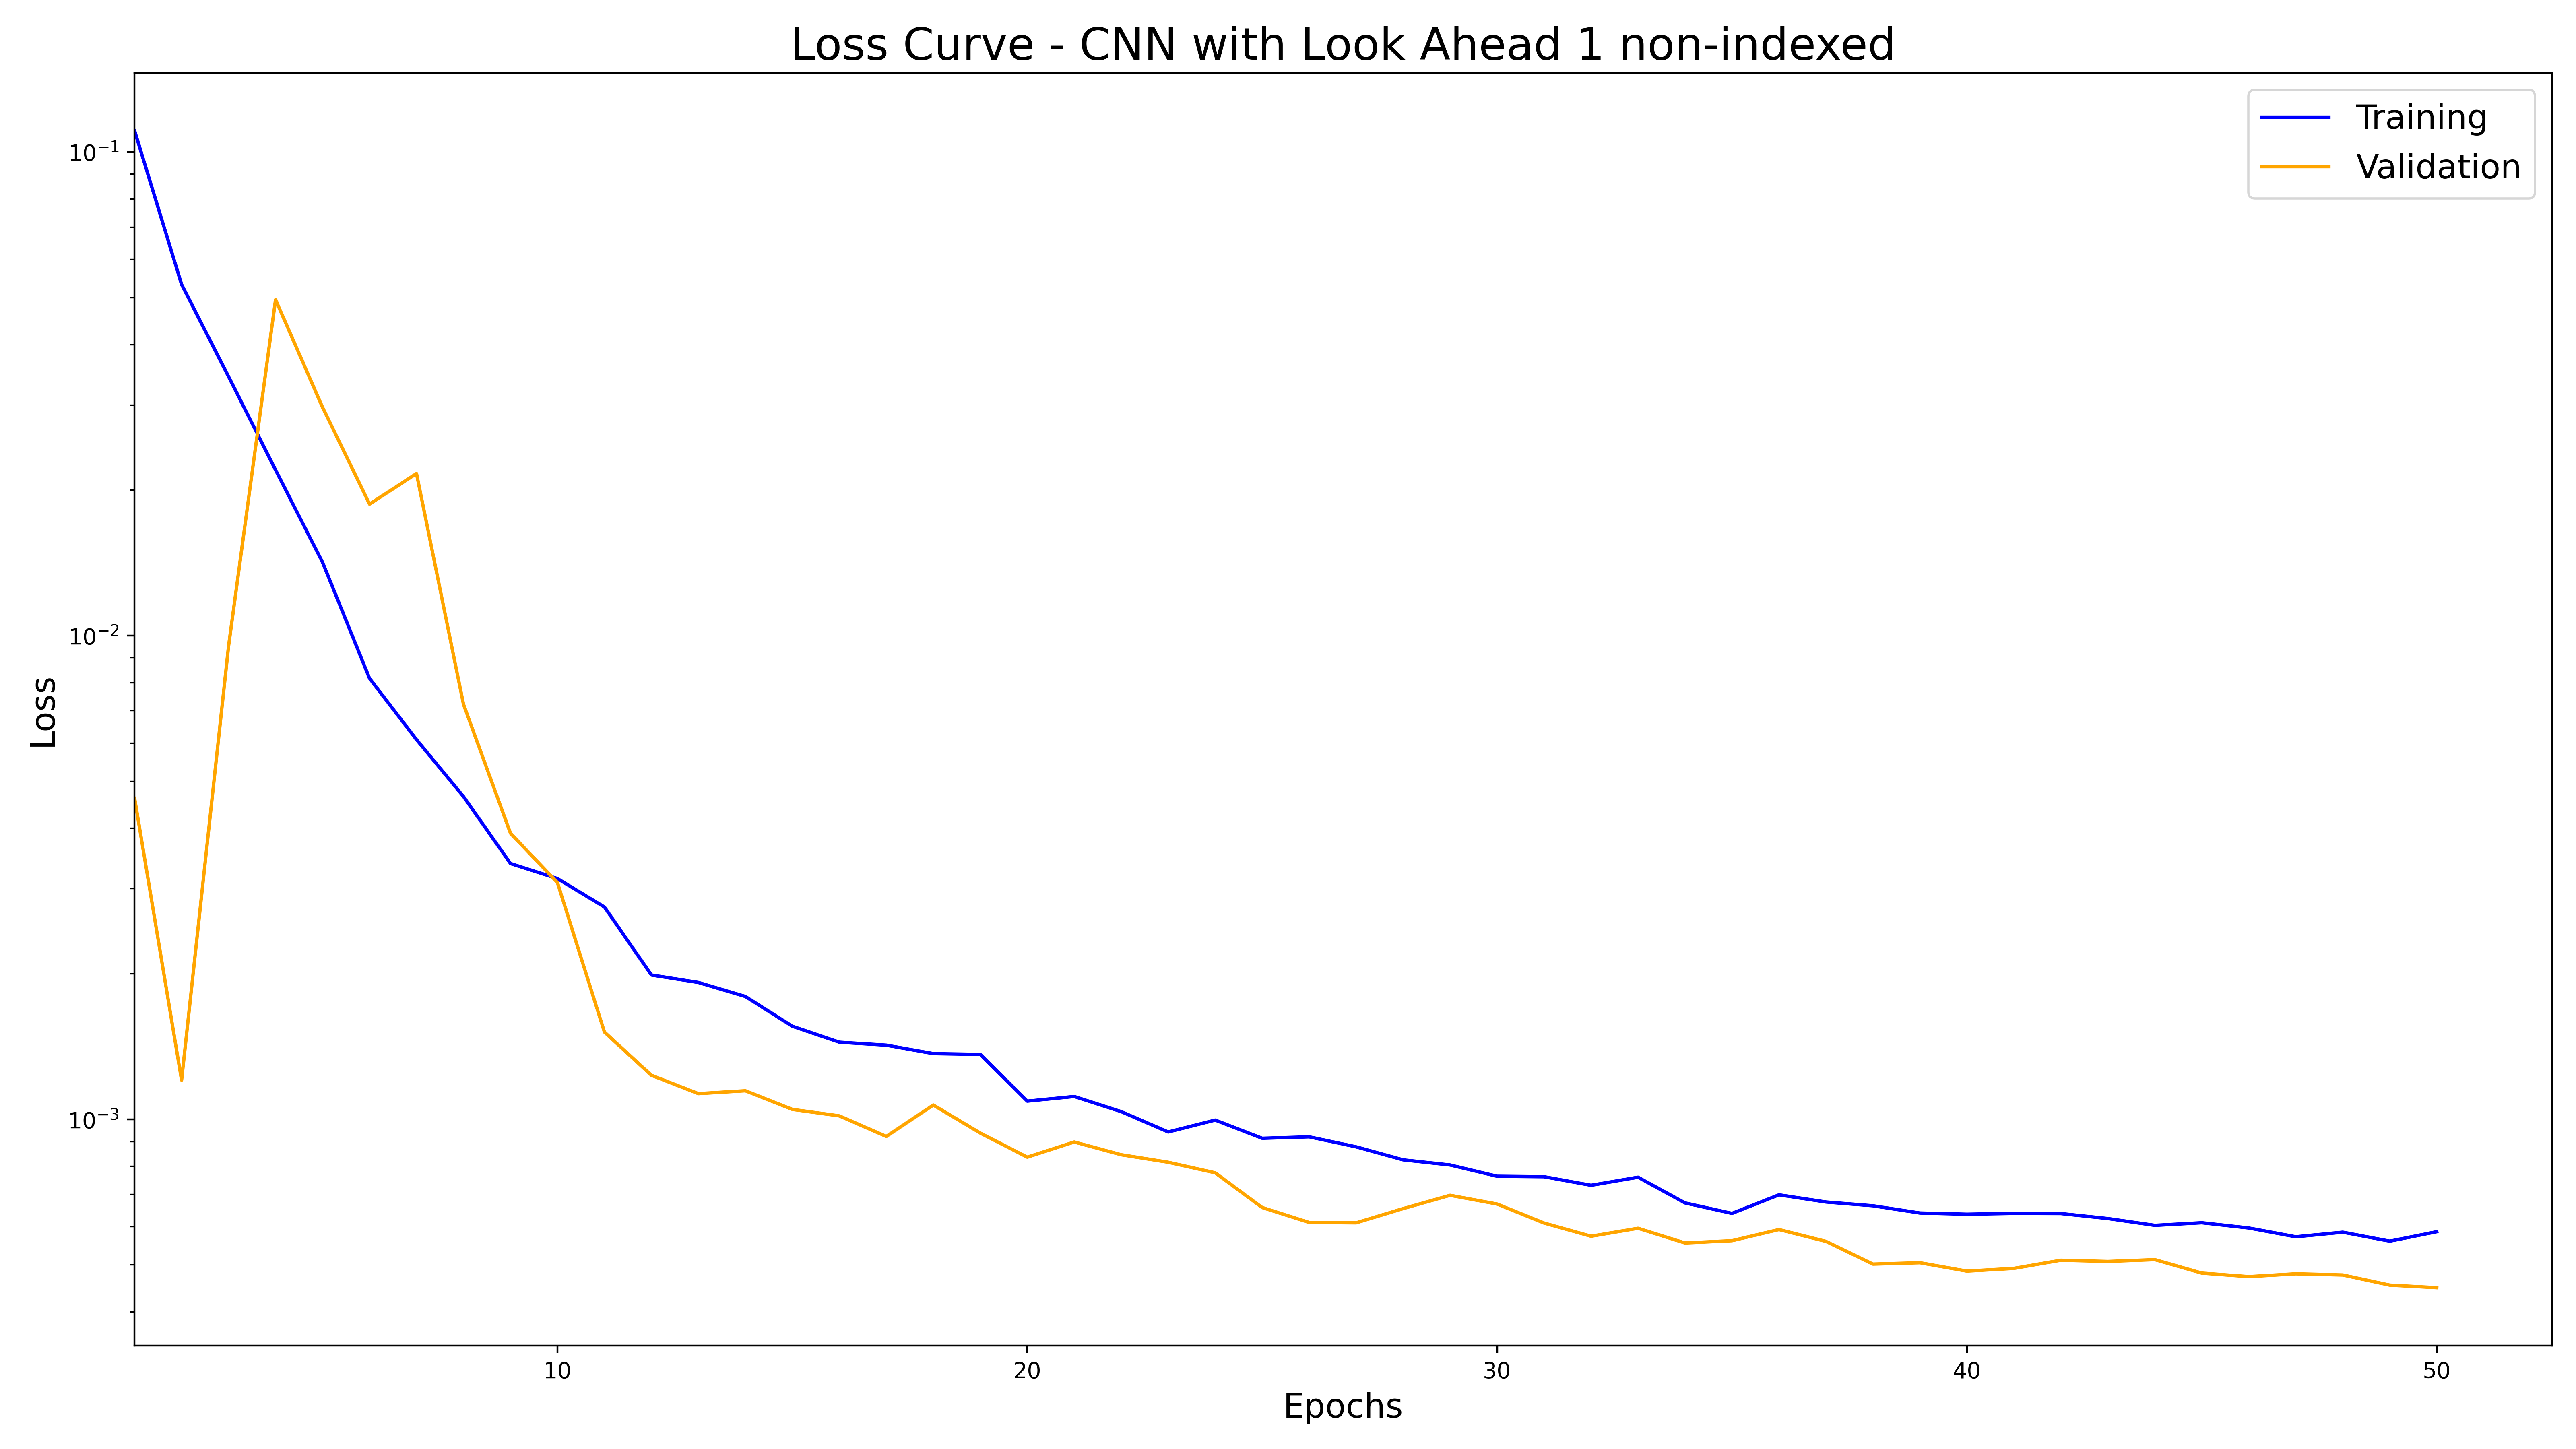 Loss Curve - CNN with Look Ahead 1 non-indexed
Training
Validation
10⁻¹
10⁻²
10⁻³
Loss
10 20 30 40 50
Epochs